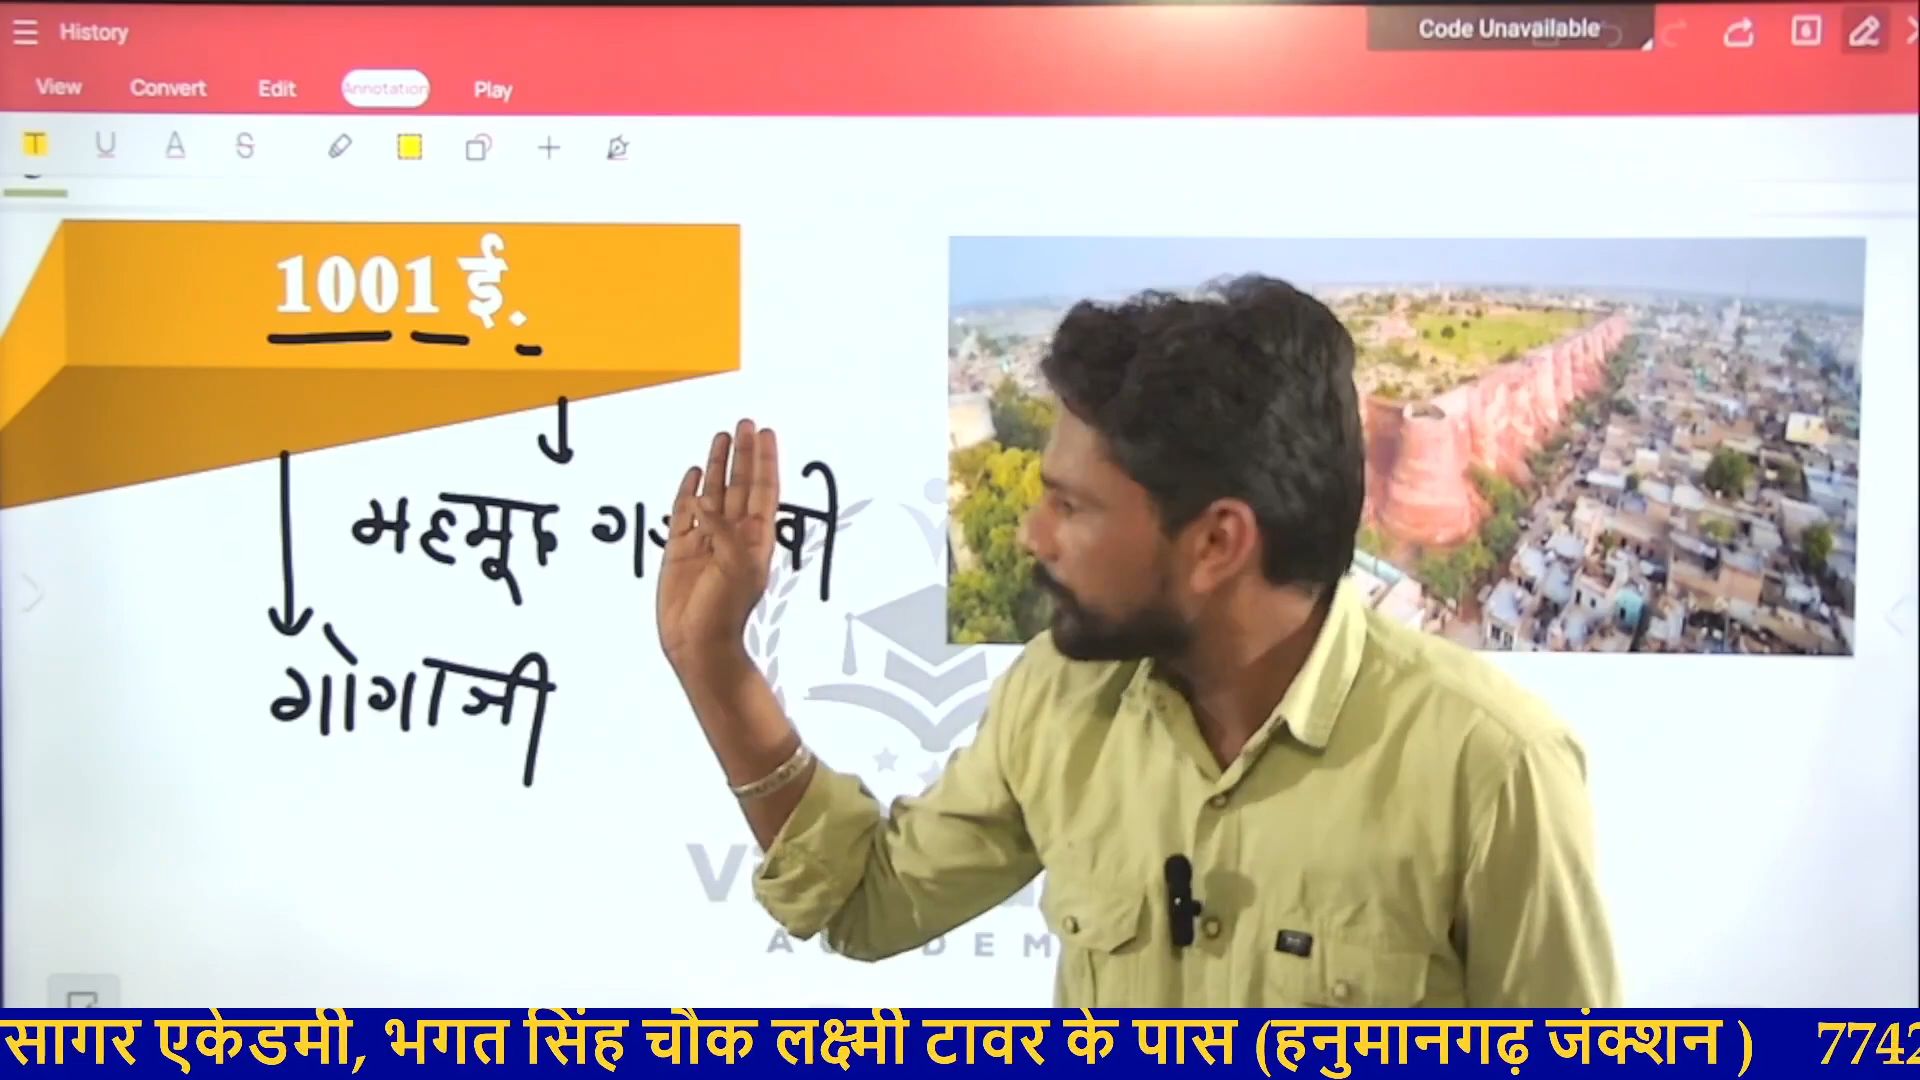 History
Code Unavailable
View Convert Edit Annotation Play
1001 ई.
महमूद
गोगाजी
सागर एकेडमी, भगत सिंह चौक लक्ष्मी टावर के पास (हनुमानगढ़ जंक्शन ) 7742